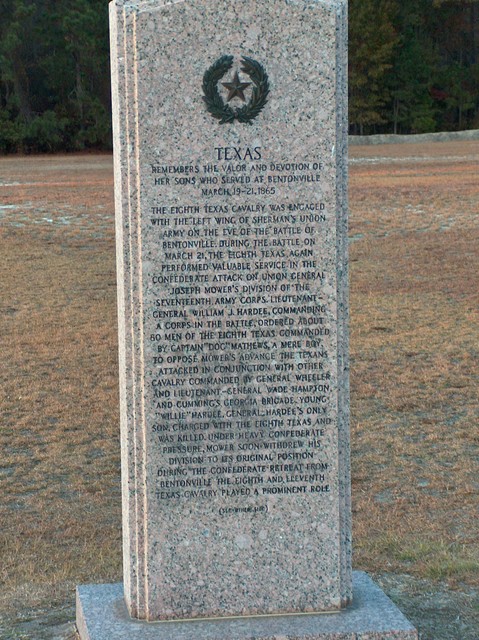 TEXAS
REMEMBERS THE VALOR AND DEVOTION OF
HER SONS WHO SERVED AT BENTONVILLE
MARCH 19-21, 1865
THE EIGHTH TEXAS CAVALRY WAS ENGAGED
WITH THE LEFT WING OF SHERMAN'S UNION
ARMY ON THE EVE OF THE BATTLE OF
BENTONVILLE. DURING THE BATTLE ON
MARCH 21, THE EIGHTH TEXAS AGAIN
PERFORMED VALUABLE SERVICE IN THE
CONFEDERATE ATTACK ON UNION GENERAL
JOSEPH MOWER'S DIVISION OF THE
SEVENTEENTH ARMY CORPS. LIEUTENANT-
GENERAL WILLIAM J. HARDEE, COMMANDING
A CORPS IN THE BATTLE, ORDERED ABOUT
80 MEN OF THE EIGHTH TEXAS COMMANDED
BY CAPTAIN "DOC" MATHEWS, A MERE BOY,
TO OPPOSE MOWER'S ADVANCE. THE TEXANS
ATTACKED IN CONJUNCTION WITH OTHER
CAVALRY COMMANDED BY GENERAL WHEELER
AND LIEUTENANT-GENERAL WADE HAMPTON,
AND CUMMING'S GEORGIA BRIGADE. YOUNG
"WILLIE" HARDEE, GENERAL HARDEE'S ONLY
SON, CHARGED WITH THE EIGHTH TEXAS AND
WAS KILLED. UNDER HEAVY CONFEDERATE
PRESSURE, MOWER SOON WITHDREW HIS
DIVISION TO ITS ORIGINAL POSITION.
DURING THE CONFEDERATE RETREAT FROM
BENTONVILLE THE EIGHTH AND ELEVENTH
TEXAS CAVALRY PLAYED A PROMINENT ROLE